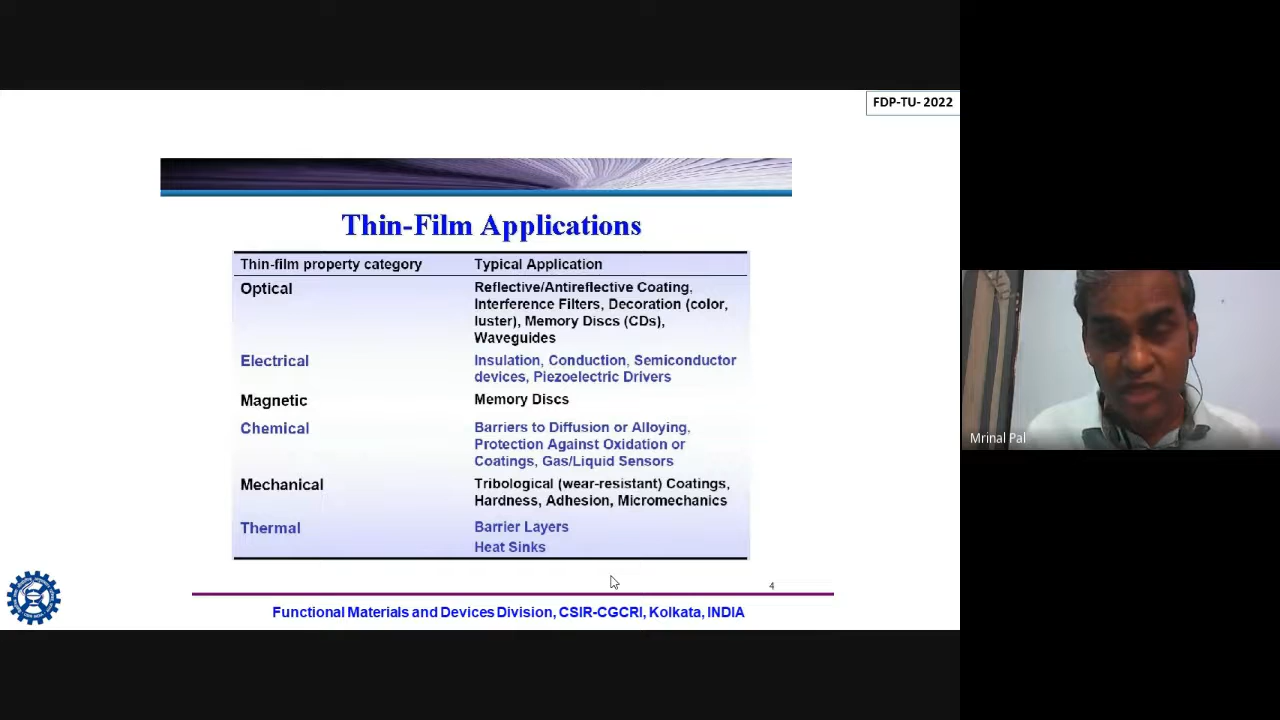 FDP-TU- 2022
Thin-Film Applications
Thin-film property category Typical Application
Optical Reflective/Antireflective Coating,
Interference Filters, Decoration (color,
luster), Memory Discs (CDs),
Waveguides
Electrical Insulation, Conduction, Semiconductor
devices, Piezoelectric Drivers
Magnetic Memory Discs
Chemical Barriers to Diffusion or Alloying,
Protection Against Oxidation or
Coatings, Gas/Liquid Sensors
Mechanical Tribological (wear-resistant) Coatings,
Hardness, Adhesion, Micromechanics
Thermal Barrier Layers
Heat Sinks
4
Functional Materials and Devices Division, CSIR-CGCRI, Kolkata, INDIA
Mrinal Pal